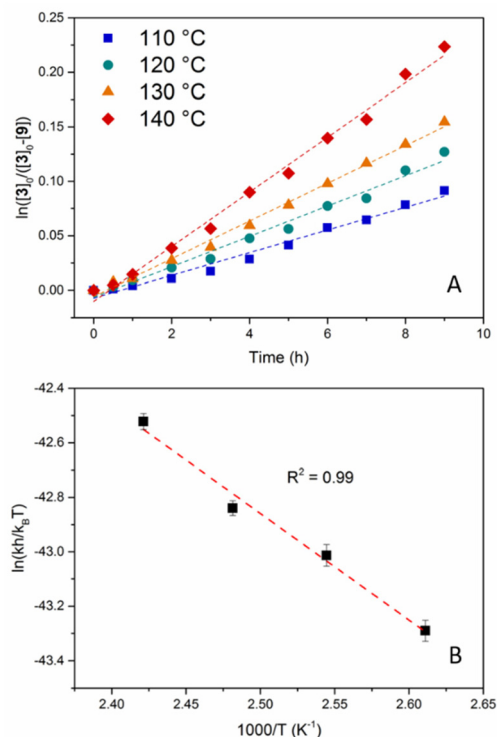 0.25
110 °C
0.20
120 °C
130 °C
0.15
140 °C
0.10
0.05
0.00
ln([3]₀/([3]₀-[9])
A
0 2 4 6 8 10
Time (h)
-42.4
-42.6
R² = 0.99
-42.8
-43.0
-43.2
-43.4
ln(kh/k_BT)
B
2.40 2.45 2.50 2.55 2.60 2.65
1000/T (K⁻¹)